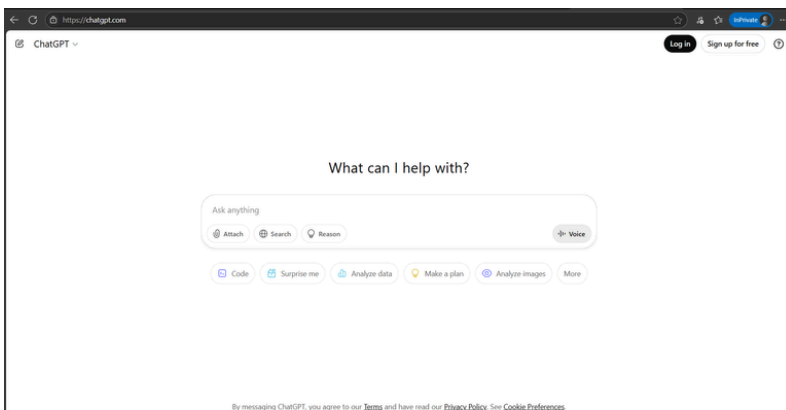 https://chatgpt.com
InPrivate
ChatGPT
Log in
Sign up for free
What can I help with?
Ask anything
Attach Search Reason Voice
Code Surprise me Analyze data Make a plan Analyze images More
By messaging ChatGPT, you agree to our Terms and have read our Privacy Policy. See Cookie Preferences.